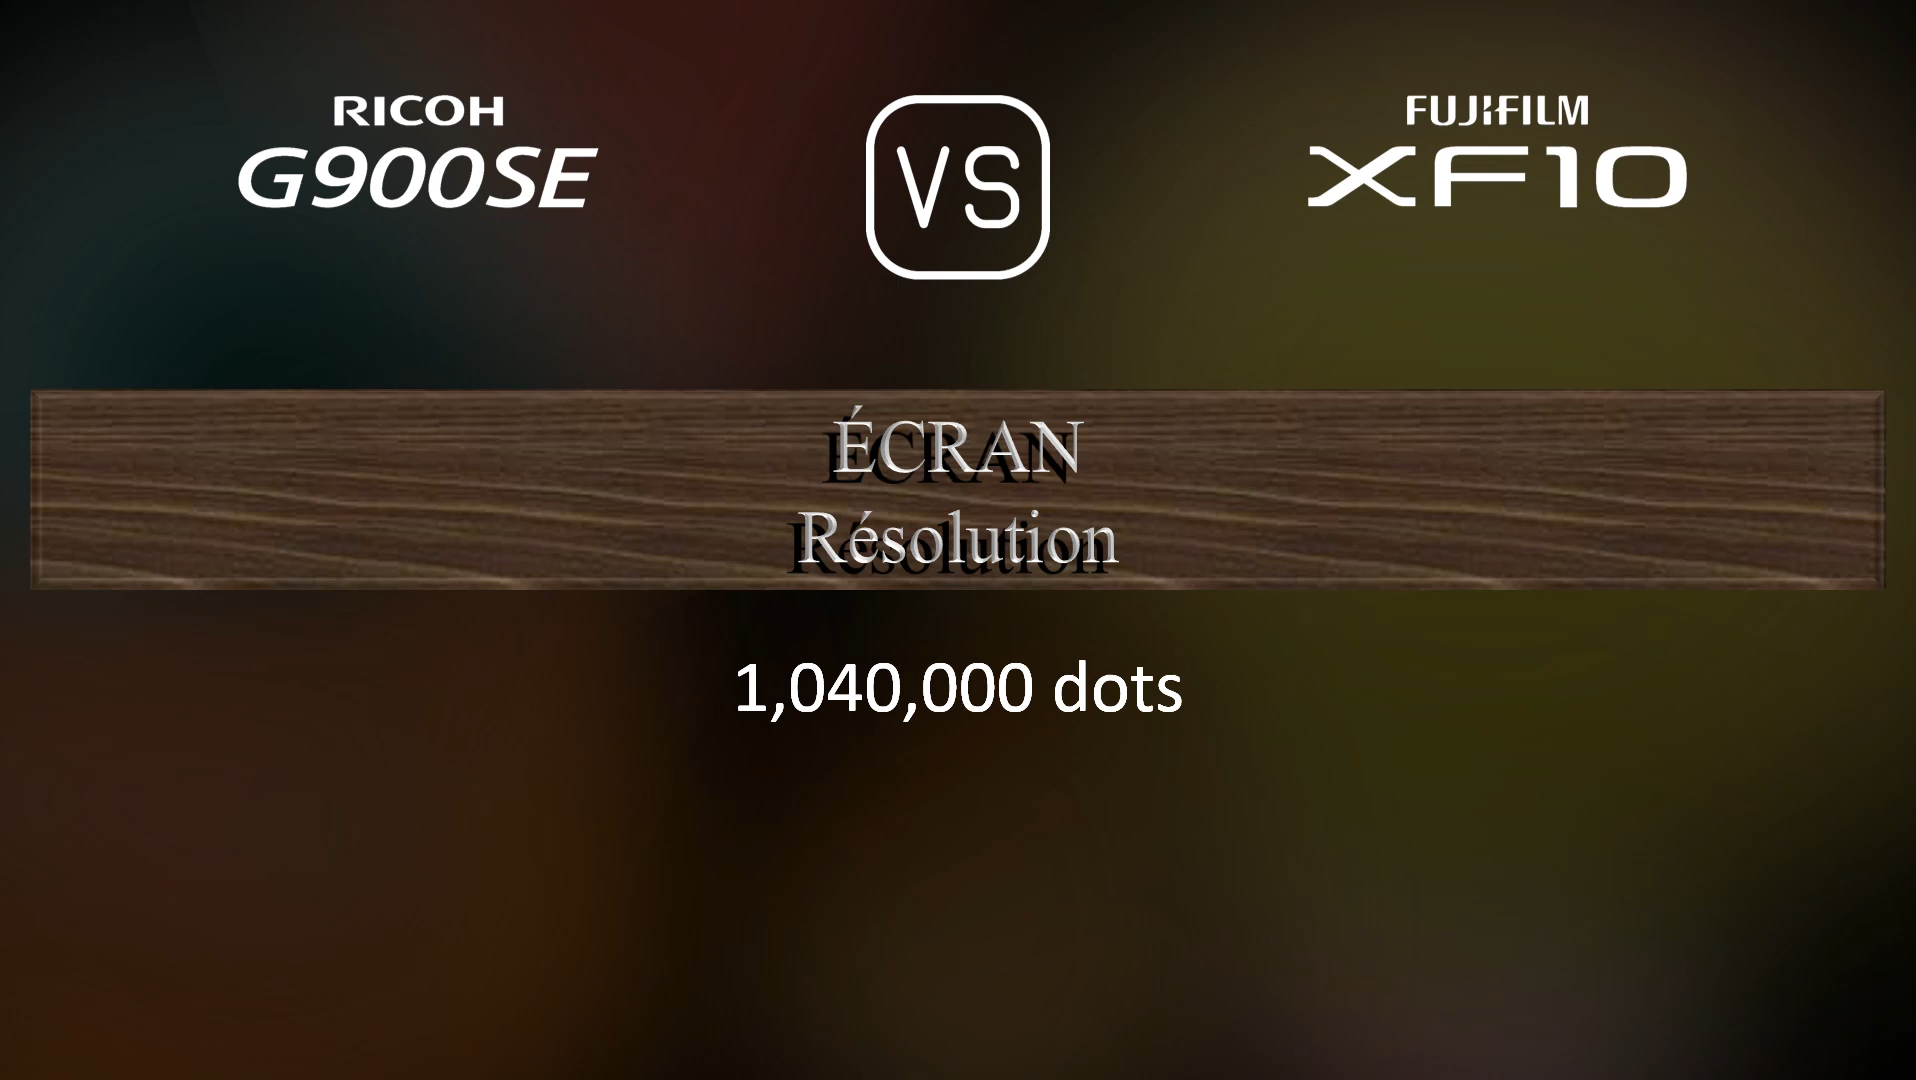 RICOH
G900SE
VS
FUJIFILM
XF10
ÉCRAN
Résolution
1,040,000 dots